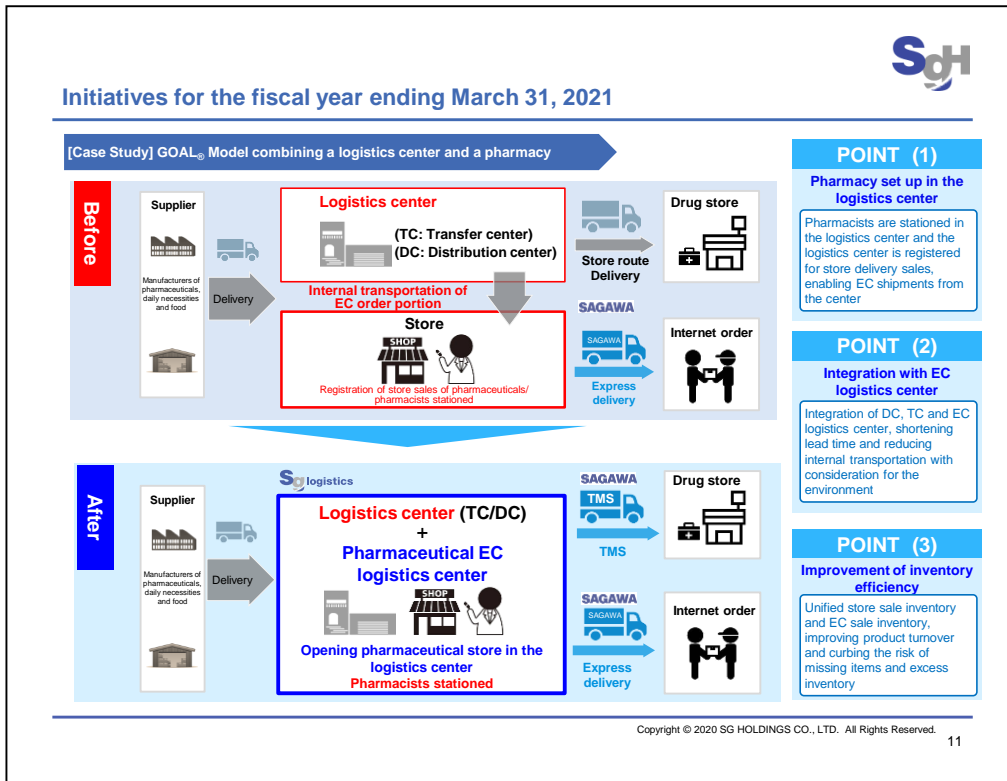 SGH
Initiatives for the fiscal year ending March 31, 2021
[Case Study] GOAL® Model combining a logistics center and a pharmacy
Before
Supplier
Manufacturers of
pharmaceuticals,
daily necessities
and food
Delivery
Logistics center
(TC: Transfer center)
(DC: Distribution center)
Internal transportation of
EC order portion
Store
SHOP
Registration of store sales of pharmaceuticals/
pharmacists stationed
Store route
Delivery
Drug store
SAGAWA
SAGAWA
Express
delivery
Internet order
After
Supplier
Manufacturers of
pharmaceuticals,
daily necessities
and food
Delivery
Sg logistics
Logistics center (TC/DC)
+
Pharmaceutical EC
logistics center
SHOP
Opening pharmaceutical store in the
logistics center
Pharmacists stationed
SAGAWA
TMS
TMS
Drug store
SAGAWA
SAGAWA
Express
delivery
Internet order
POINT (1)
Pharmacy set up in the
logistics center
Pharmacists are stationed in
the logistics center and the
logistics center is registered
for store delivery sales,
enabling EC shipments from
the center
POINT (2)
Integration with EC
logistics center
Integration of DC, TC and EC
logistics center, shortening
lead time and reducing
internal transportation with
consideration for the
environment
POINT (3)
Improvement of inventory
efficiency
Unified store sale inventory
and EC sale inventory,
improving product turnover
and curbing the risk of
missing items and excess
inventory
Copyright © 2020 SG HOLDINGS CO., LTD. All Rights Reserved.
11